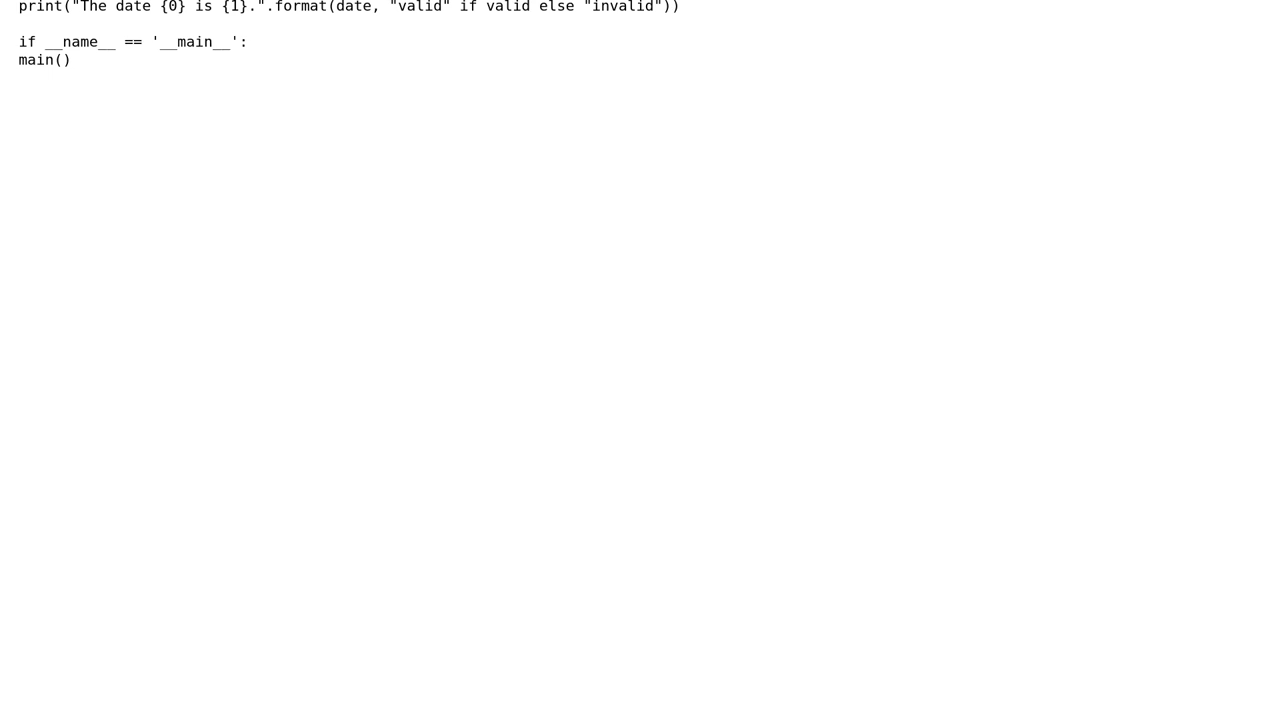 print("The date {0} is {1}.".format(date, "valid" if valid else "invalid"))
if __name__ == '__main__':
main()